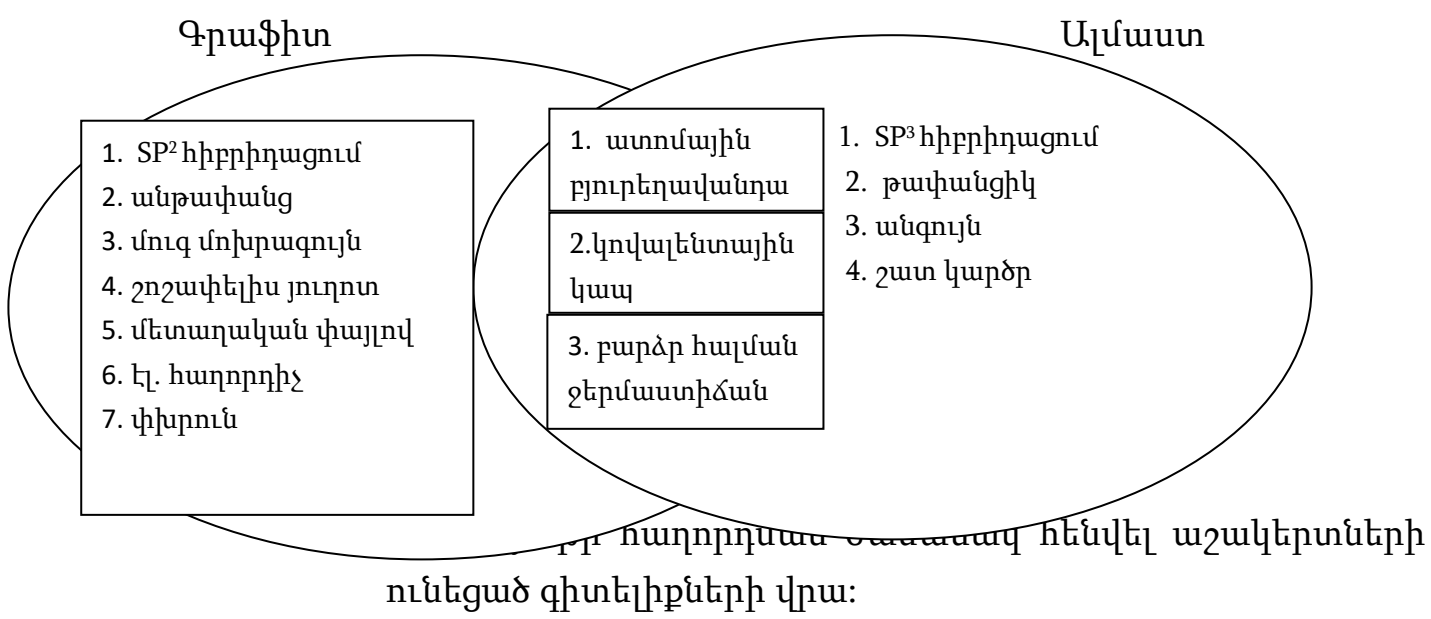 Գրաֆիտ
Ալմաստ
1. SP² հիբրիդացում
2. անթափանց
3. մուգ մոխրագույն
4. շոշափելիս յուղոտ
5. մետաղական փայլով
6. էլ. հաղորդիչ
7. փխրուն
1. ատոմային
բյուրեղավանդա
2.կովալենտային
կապ
3. բարձր հալման
ջերմաստիճան
1. SP³ հիբրիդացում
2. թափանցիկ
3. անգույն
4. շատ կարծր
հենվել աշակերտների
ունեցած գիտելիքների վրա: